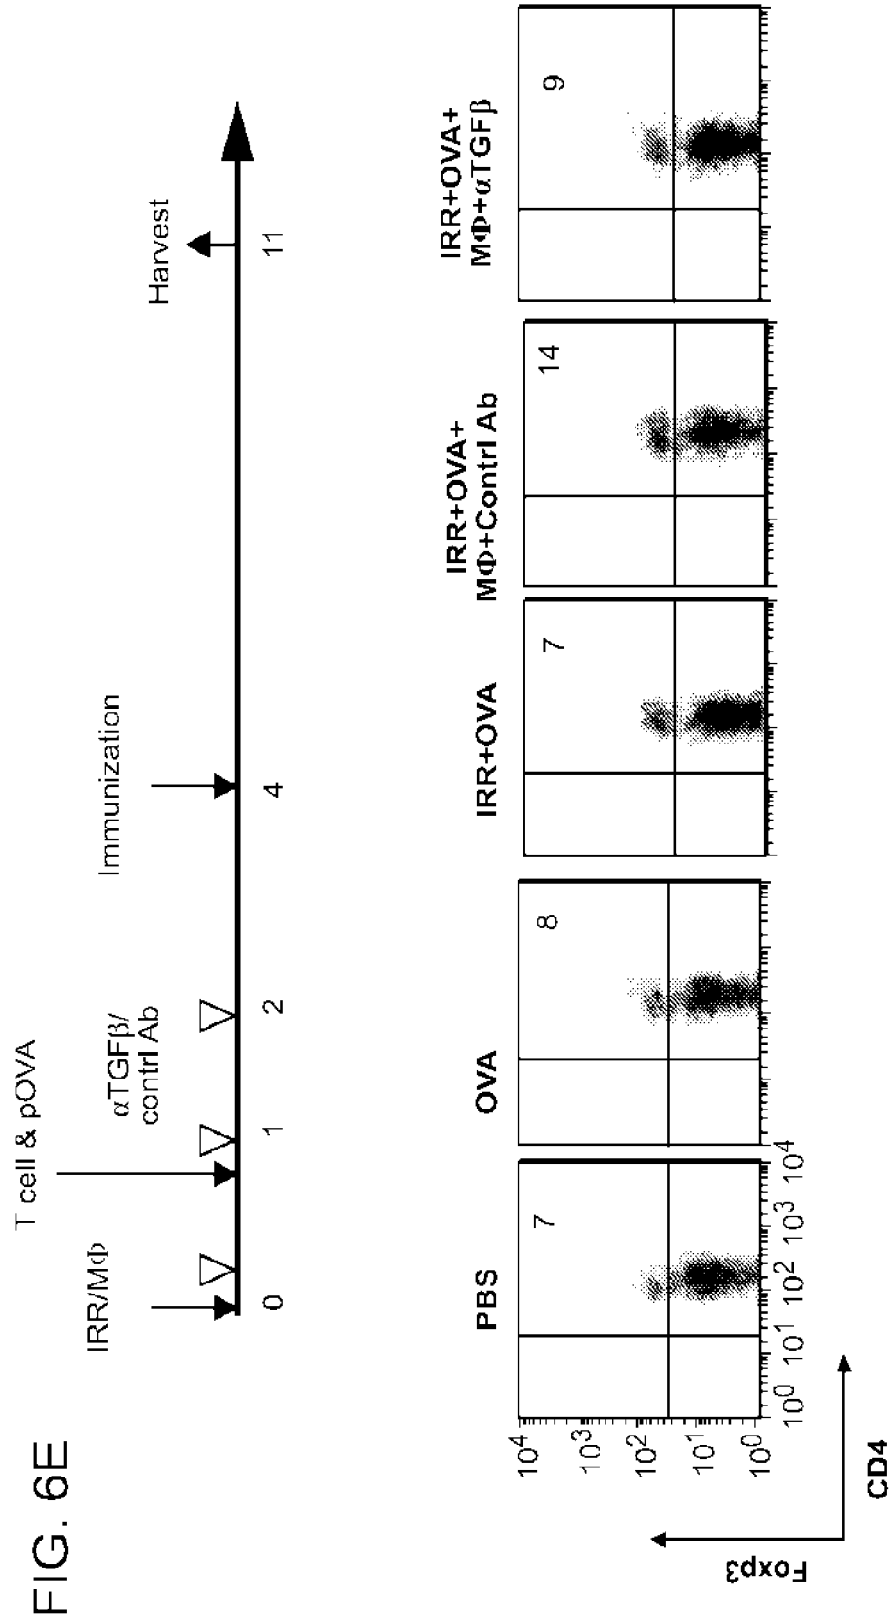 FIG. 6E
T cell & pOVA
IRR/MΦ
αTGFβ/
contrl Ab
Immunization
Harvest
0
1
2
4
11
PBS
OVA
IRR+OVA
IRR+OVA+
MΦ+Contrl Ab
IRR+OVA+
MΦ+αTGFβ
7
8
7
14
9
10⁴
10³
10²
10¹
10⁰
10⁰ 10¹ 10² 10³ 10⁴
Foxp3
CD4